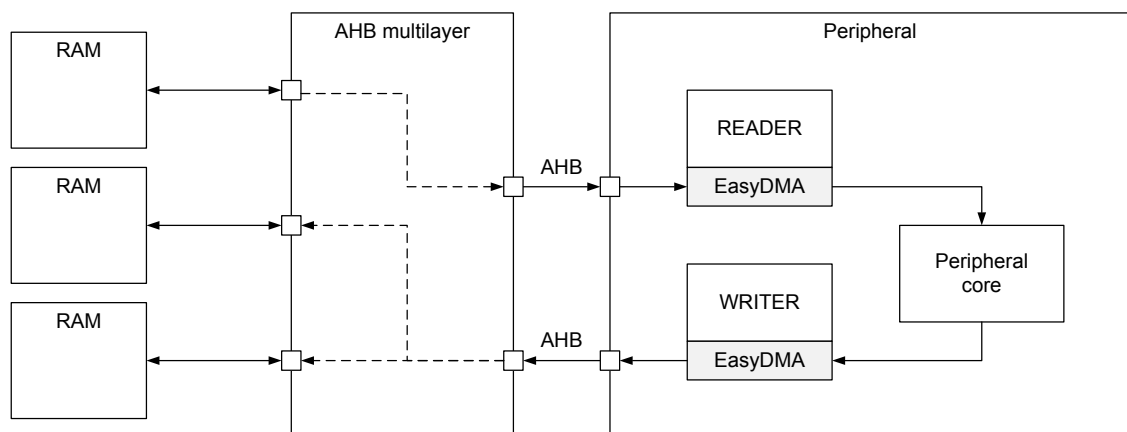 AHB multilayer
Peripheral
RAM
RAM
RAM
AHB
READER
EasyDMA
Peripheral
core
AHB
WRITER
EasyDMA